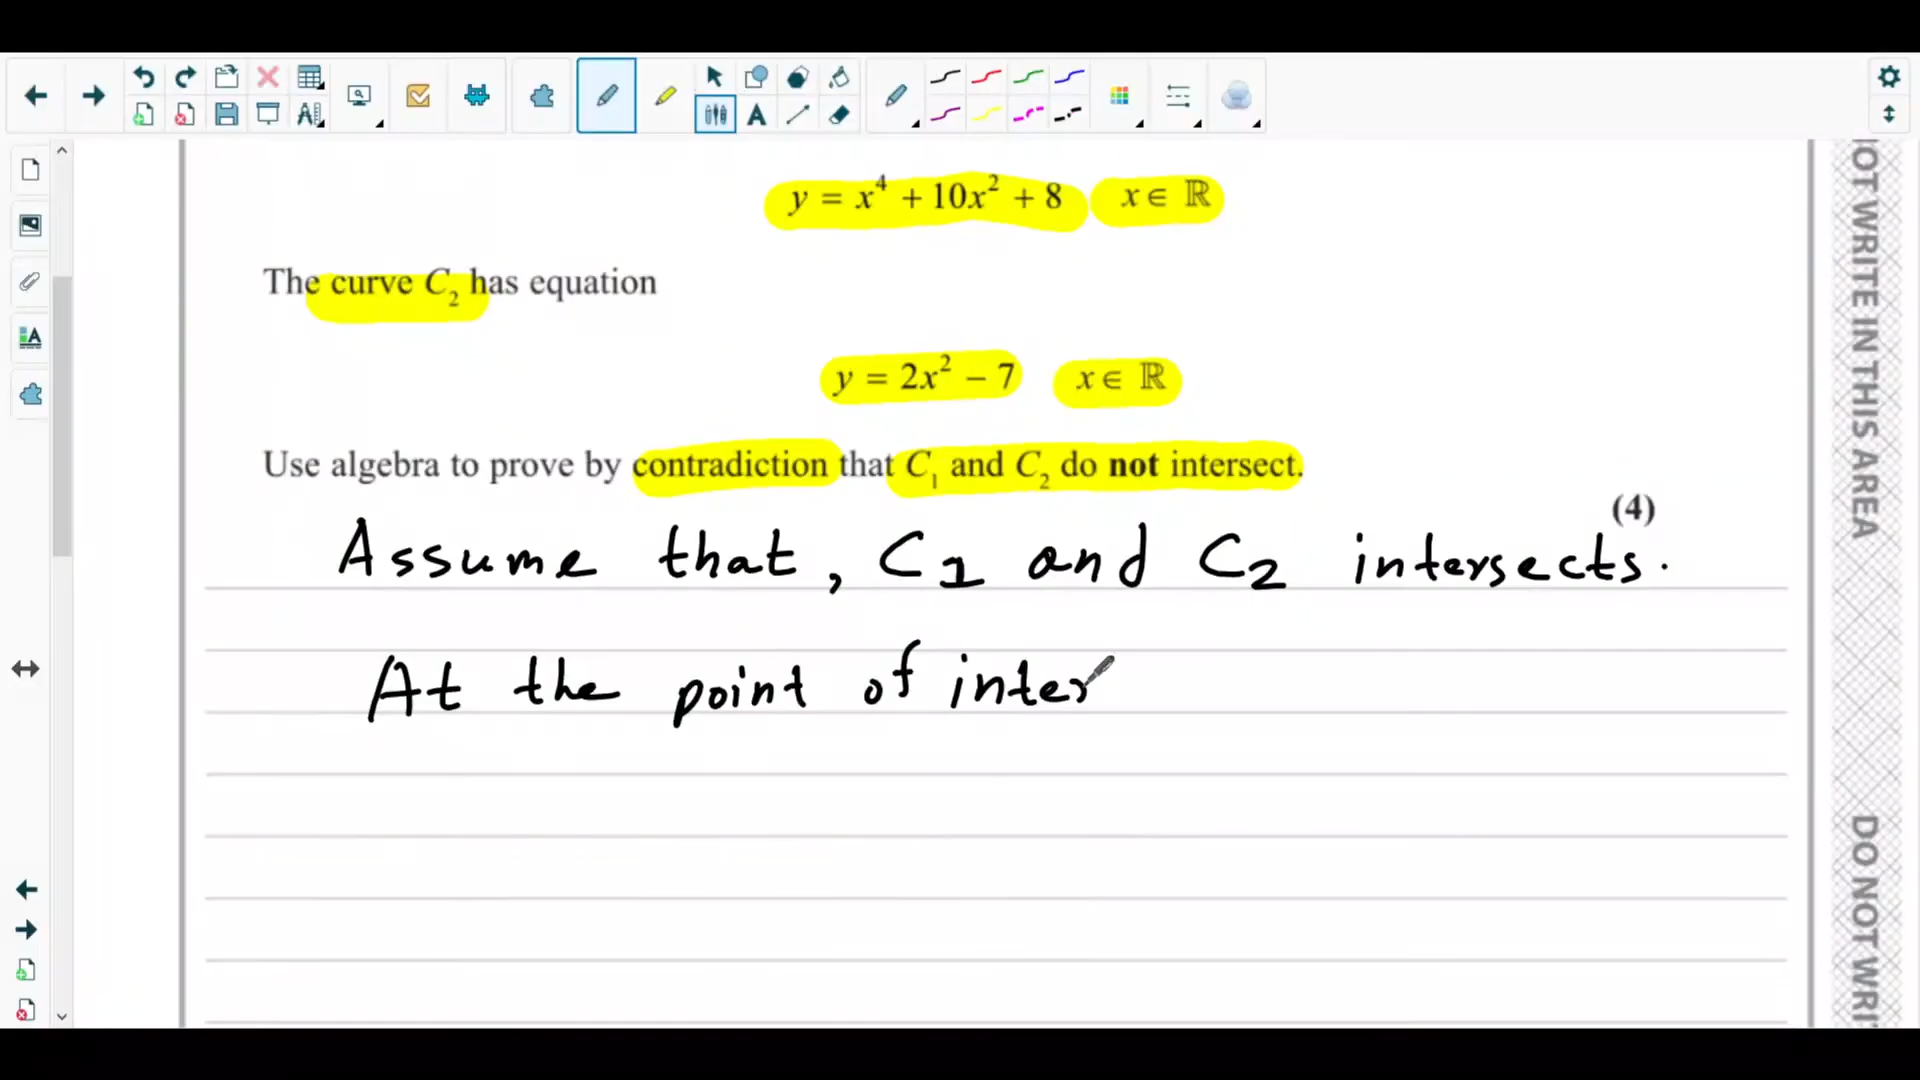 y = x⁴ + 10x² + 8 x ∈ ℝ
The curve C₂ has equation
y = 2x² − 7 x ∈ ℝ
Use algebra to prove by contradiction that C₁ and C₂ do not intersect.
(4)
Assume that, C1 and C2 intersects.
At the point of inter
OT WRITE IN THIS AREA
DO NOT WRI